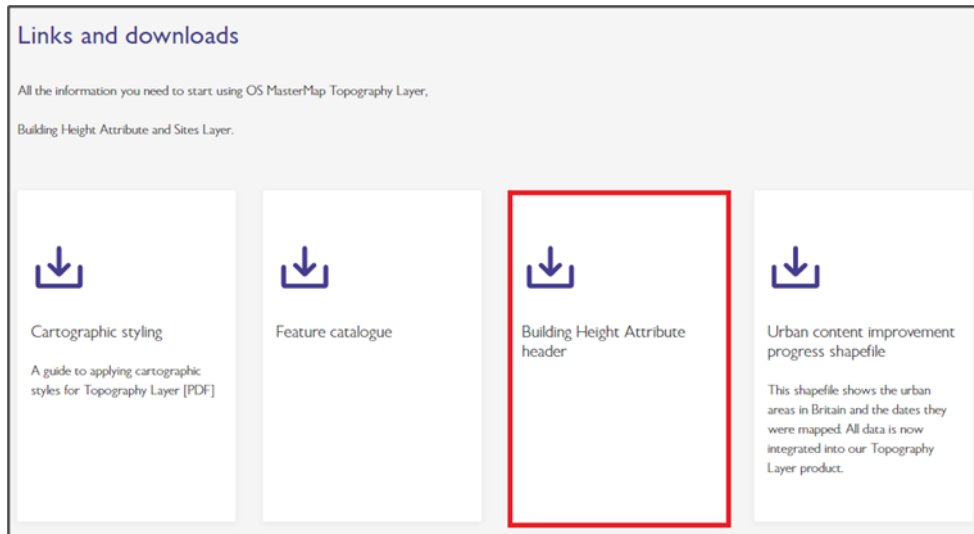 Links and downloads
All the information you need to start using OS MasterMap Topography Layer,
Building Height Attribute and Sites Layer.
Cartographic styling
A guide to applying cartographic
styles for Topography Layer [PDF]
Feature catalogue
Building Height Attribute
header
Urban content improvement
progress shapefile
This shapefile shows the urban
areas in Britain and the dates they
were mapped. All data is now
integrated into our Topography
Layer product.